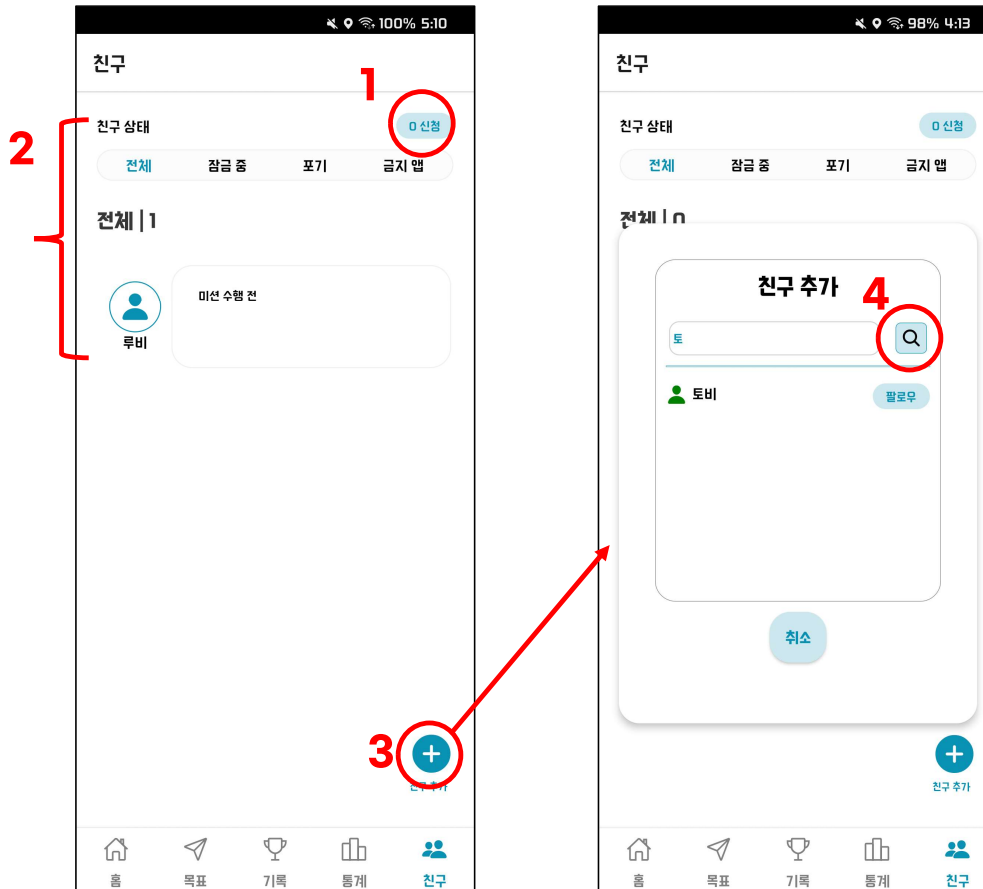 100% 5:10
친구
1
2
친구 상태
0 신청
전체 잠금 중 포기 금지 앱
전체 | 1
미션 수행 전
루비
3
친구 추가
홈 목표 기록 통계 친구
98% 4:13
친구
친구 상태
0 신청
전체 잠금 중 포기 금지 앱
전체 | 0
친구 추가
4
토
토비
팔로우
취소
친구 추가
홈 목표 기록 통계 친구